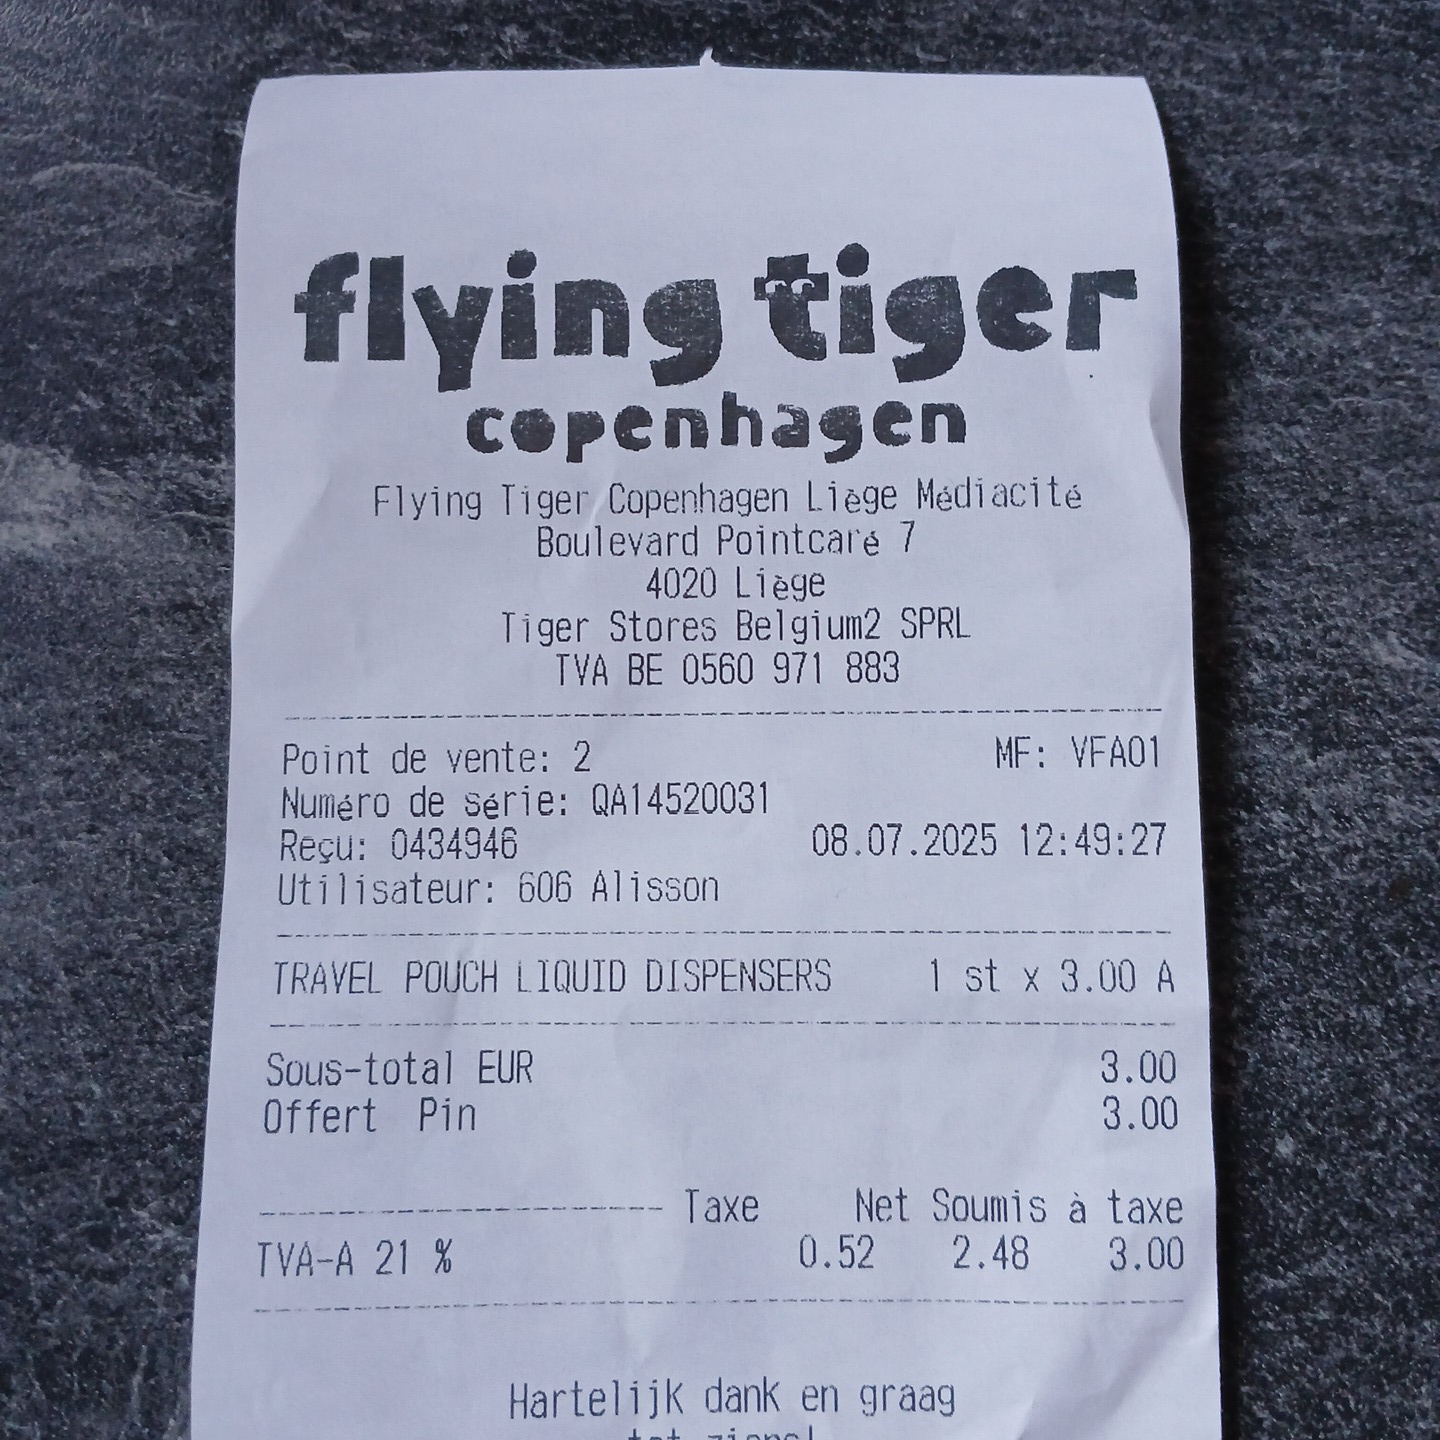 flying tiger
copenhagen
Flying Tiger Copenhagen Liège Médiacité
Boulevard Pointcaré 7
4020 Liège
Tiger Stores Belgium2 SPRL
TVA BE 0560 971 883
Point de vente: 2 MF: VFA01
Numéro de série: QA14520031
Reçu: 0434946 08.07.2025 12:49:27
Utilisateur: 606 Alisson
TRAVEL POUCH LIQUID DISPENSERS 1 st x 3.00 A
Sous-total EUR 3.00
Offert Pin 3.00
Taxe Net Soumis à taxe
TVA-A 21 % 0.52 2.48 3.00
Hartelijk dank en graag
tot ziens!